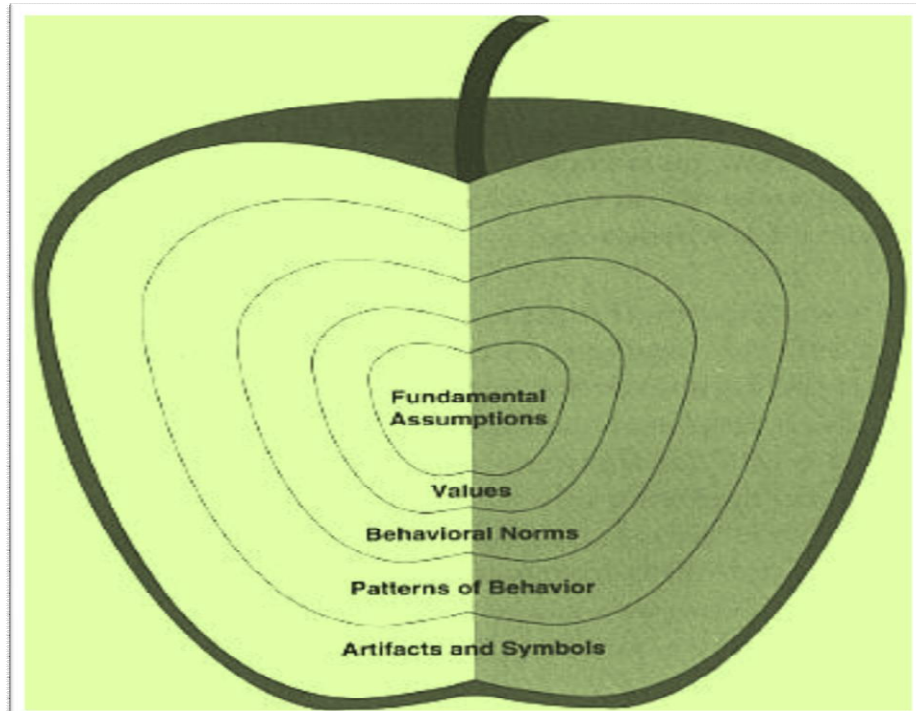 Fundamental
Assumptions
Values
Behavioral Norms
Patterns of Behavior
Artifacts and Symbols